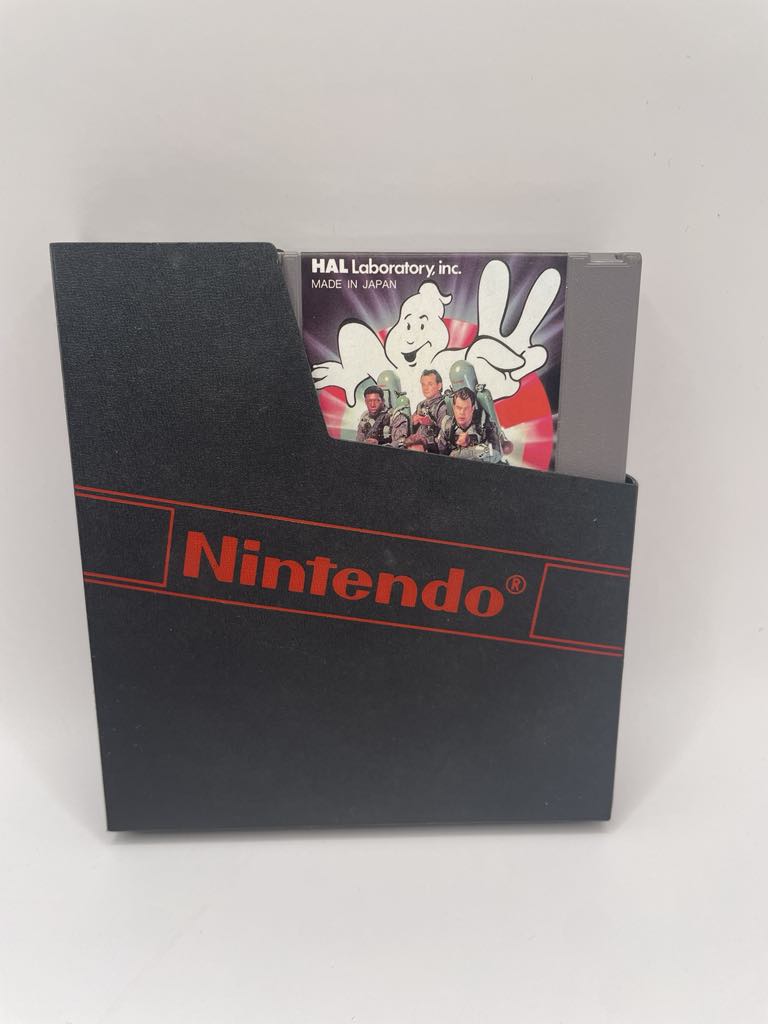 HAL Laboratory, inc.
MADE IN JAPAN
Nintendo®